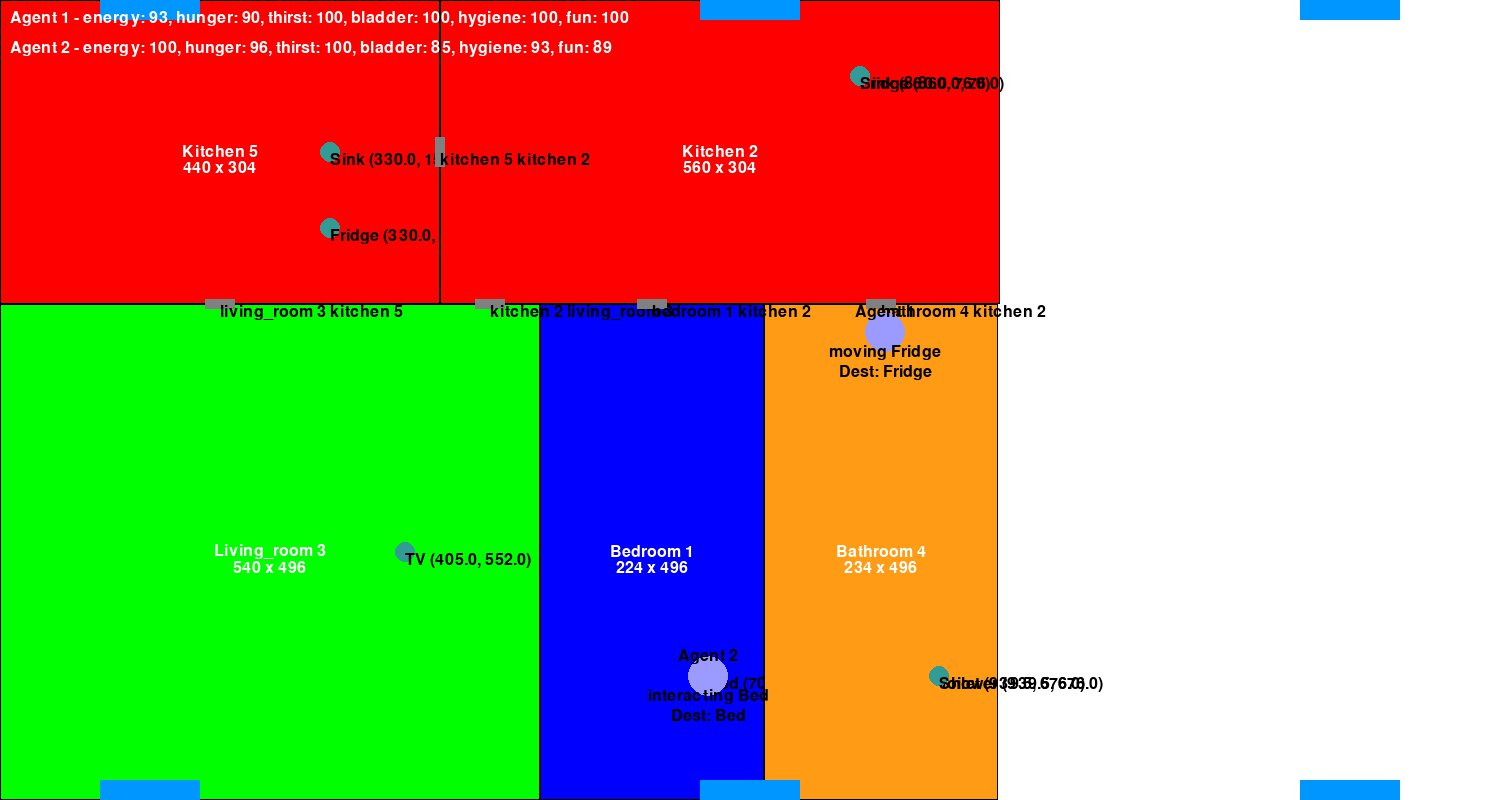 Agent 1 - energy: 93, hunger: 90, thirst: 100, bladder: 100, hygiene: 100, fun: 100
Agent 2 - energy: 100, hunger: 96, thirst: 100, bladder: 85, hygiene: 93, fun: 89
Kitchen 5
440 x 304
Sink (330.0,
kitchen 5 kitchen 2
Kitchen 2
560 x 304
Fridge (330.0,
living_room 3 kitchen 5
kitchen 2 living_room 3
bedroom 1 kitchen 2
Agent 1
bathroom 4 kitchen 2
moving Fridge
Dest: Fridge
Living_room 3
540 x 496
TV (405.0, 552.0)
Bedroom 1
224 x 496
Bathroom 4
234 x 496
Agent 2
interacting Bed
Dest: Bed